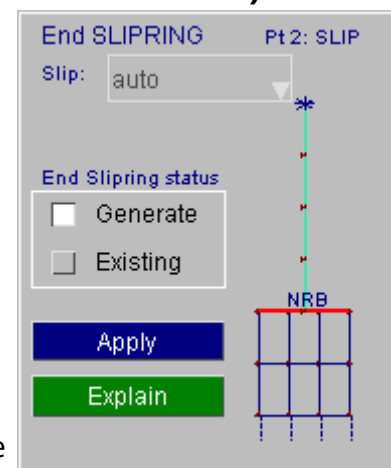 End SLIPRING Pt 2: SLIP
Slip: auto
End Slipring status
Generate
Existing
NRB
Apply
Explain
e